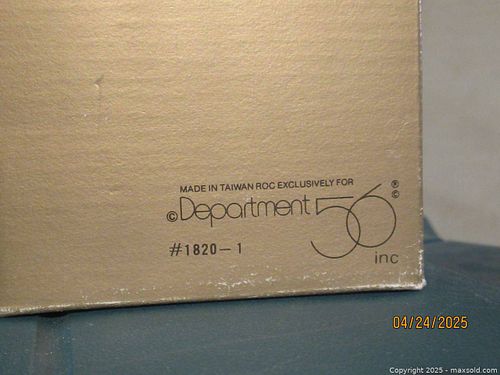 MADE IN TAIWAN ROC EXCLUSIVELY FOR
©Department 56 ® ©
inc
#1820-1
04/24/2025
Copyright 2025 - maxsold.com